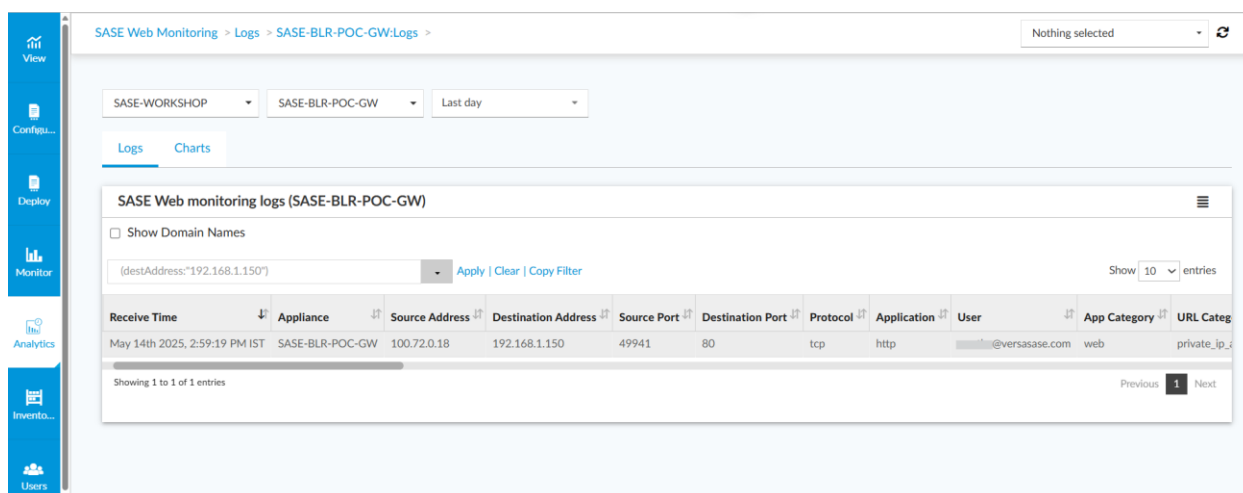 SASE Web Monitoring > Logs > SASE-BLR-POC-GW:Logs >
Nothing selected
View
Configu...
Deploy
Monitor
Analytics
Invento...
Users
SASE-WORKSHOP SASE-BLR-POC-GW Last day
Logs Charts
SASE Web monitoring logs (SASE-BLR-POC-GW)
Show Domain Names
(destAddress:"192.168.1.150") Apply | Clear | Copy Filter Show 10 entries
Receive Time Appliance Source Address Destination Address Source Port Destination Port Protocol Application User App Category URL Categ
May 14th 2025, 2:59:19 PM IST SASE-BLR-POC-GW 100.72.0.18 192.168.1.150 49941 80 tcp http @versasase.com web private_ip_a
Showing 1 to 1 of 1 entries Previous 1 Next